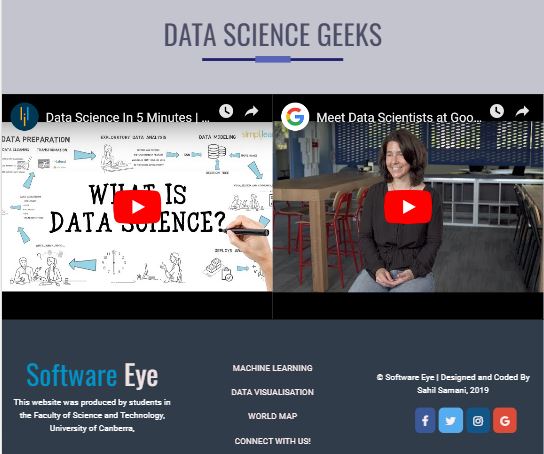 DATA SCIENCE GEEKS
Data Science In 5 Minutes | ...
Meet Data Scientists at Goo...
DATA PREPARATION
EXPLORATORY DATA ANALYSIS
DATA MODELING
simplilearn
DATA CLEANING
TRANSFORMATION
WHAT IS
DATA SCIENCE?
Software Eye
This website was produced by students in
the Faculty of Science and Technology,
University of Canberra,
MACHINE LEARNING
DATA VISUALISATION
WORLD MAP
CONNECT WITH US!
© Software Eye | Designed and Coded By
Sahil Samani, 2019